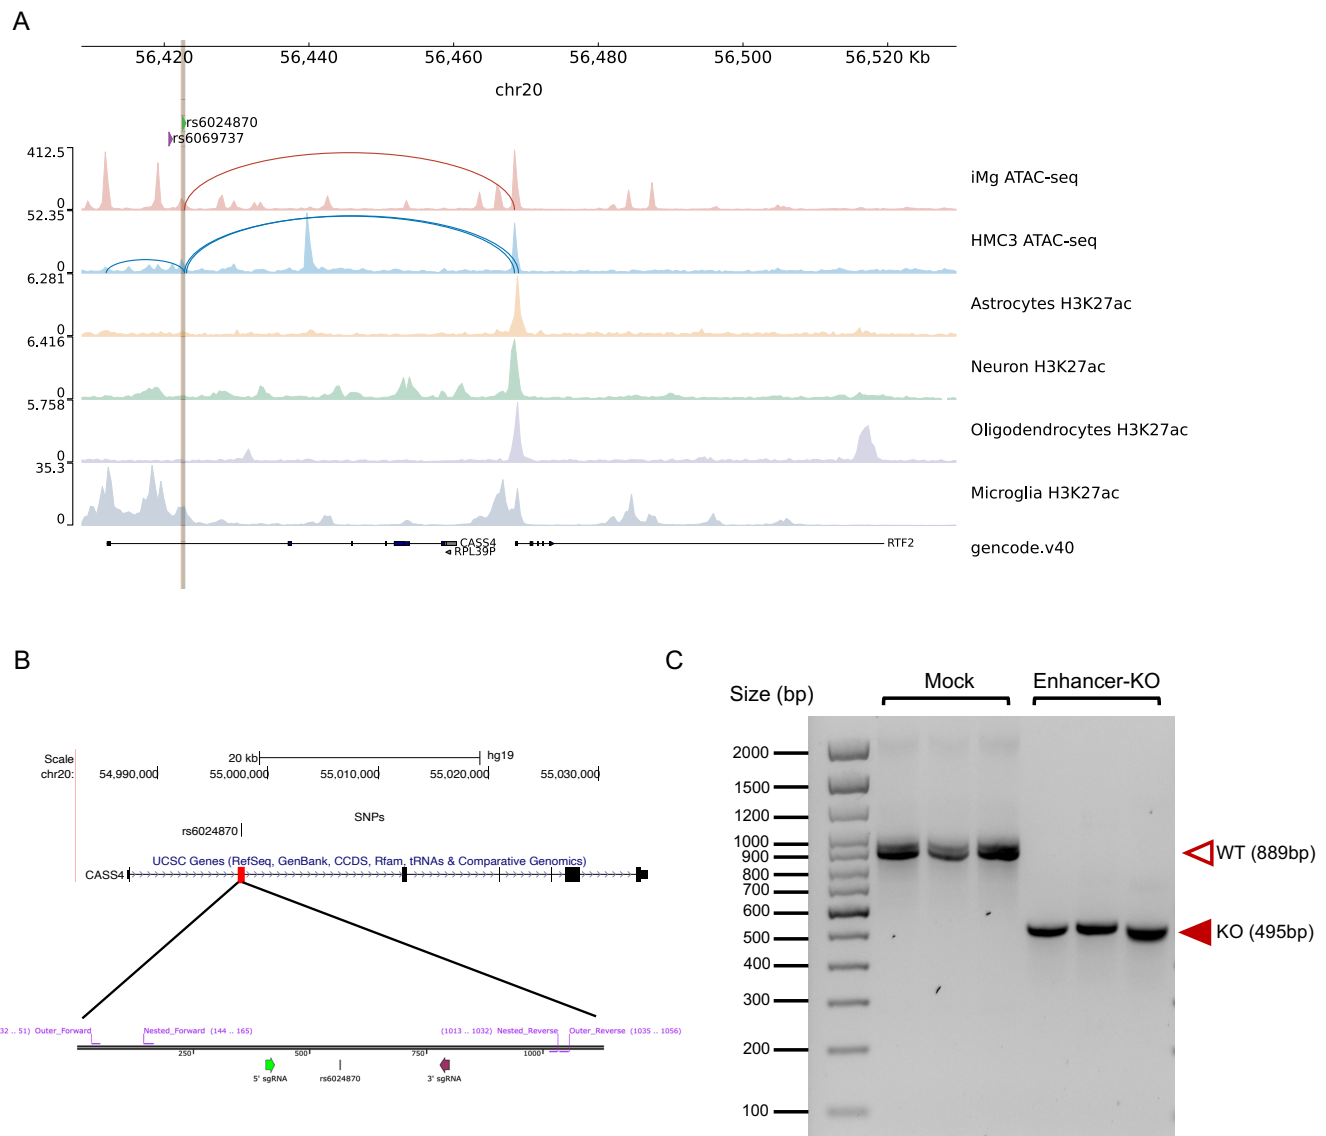 A
56,420 56,440 56,460 56,480 56,500 56,520 Kb
chr20
rs6024870
rs6069737
412.5
0
iMg ATAC-seq
52.35
0
HMC3 ATAC-seq
6.281
0
Astrocytes H3K27ac
6.416
0
Neuron H3K27ac
5.758
0
Oligodendrocytes H3K27ac
35.3
0
Microglia H3K27ac
CASS4
RPL39P
RTF2
gencode.v40
B
Scale
20 kb
hg19
chr20:
54,990,000 55,000,000 55,010,000 55,020,000 55,030,000
SNPs
rs6024870
UCSC Genes (RefSeq, GenBank, CCDS, Rfam, tRNAs & Comparative Genomics)
CASS4
32 .. 51) Outer_Forward
Nested_Forward (144 .. 165)
(1013 .. 1032) Nested_Reverse
Outer_Reverse (1035 .. 1056)
250 500 750 1000
5' sgRNA
rs6024870
3' sgRNA
C
Size (bp)
Mock
Enhancer-KO
2000
1500
1200
1000
900
800
700
600
500
400
300
200
100
WT (889bp)
KO (495bp)